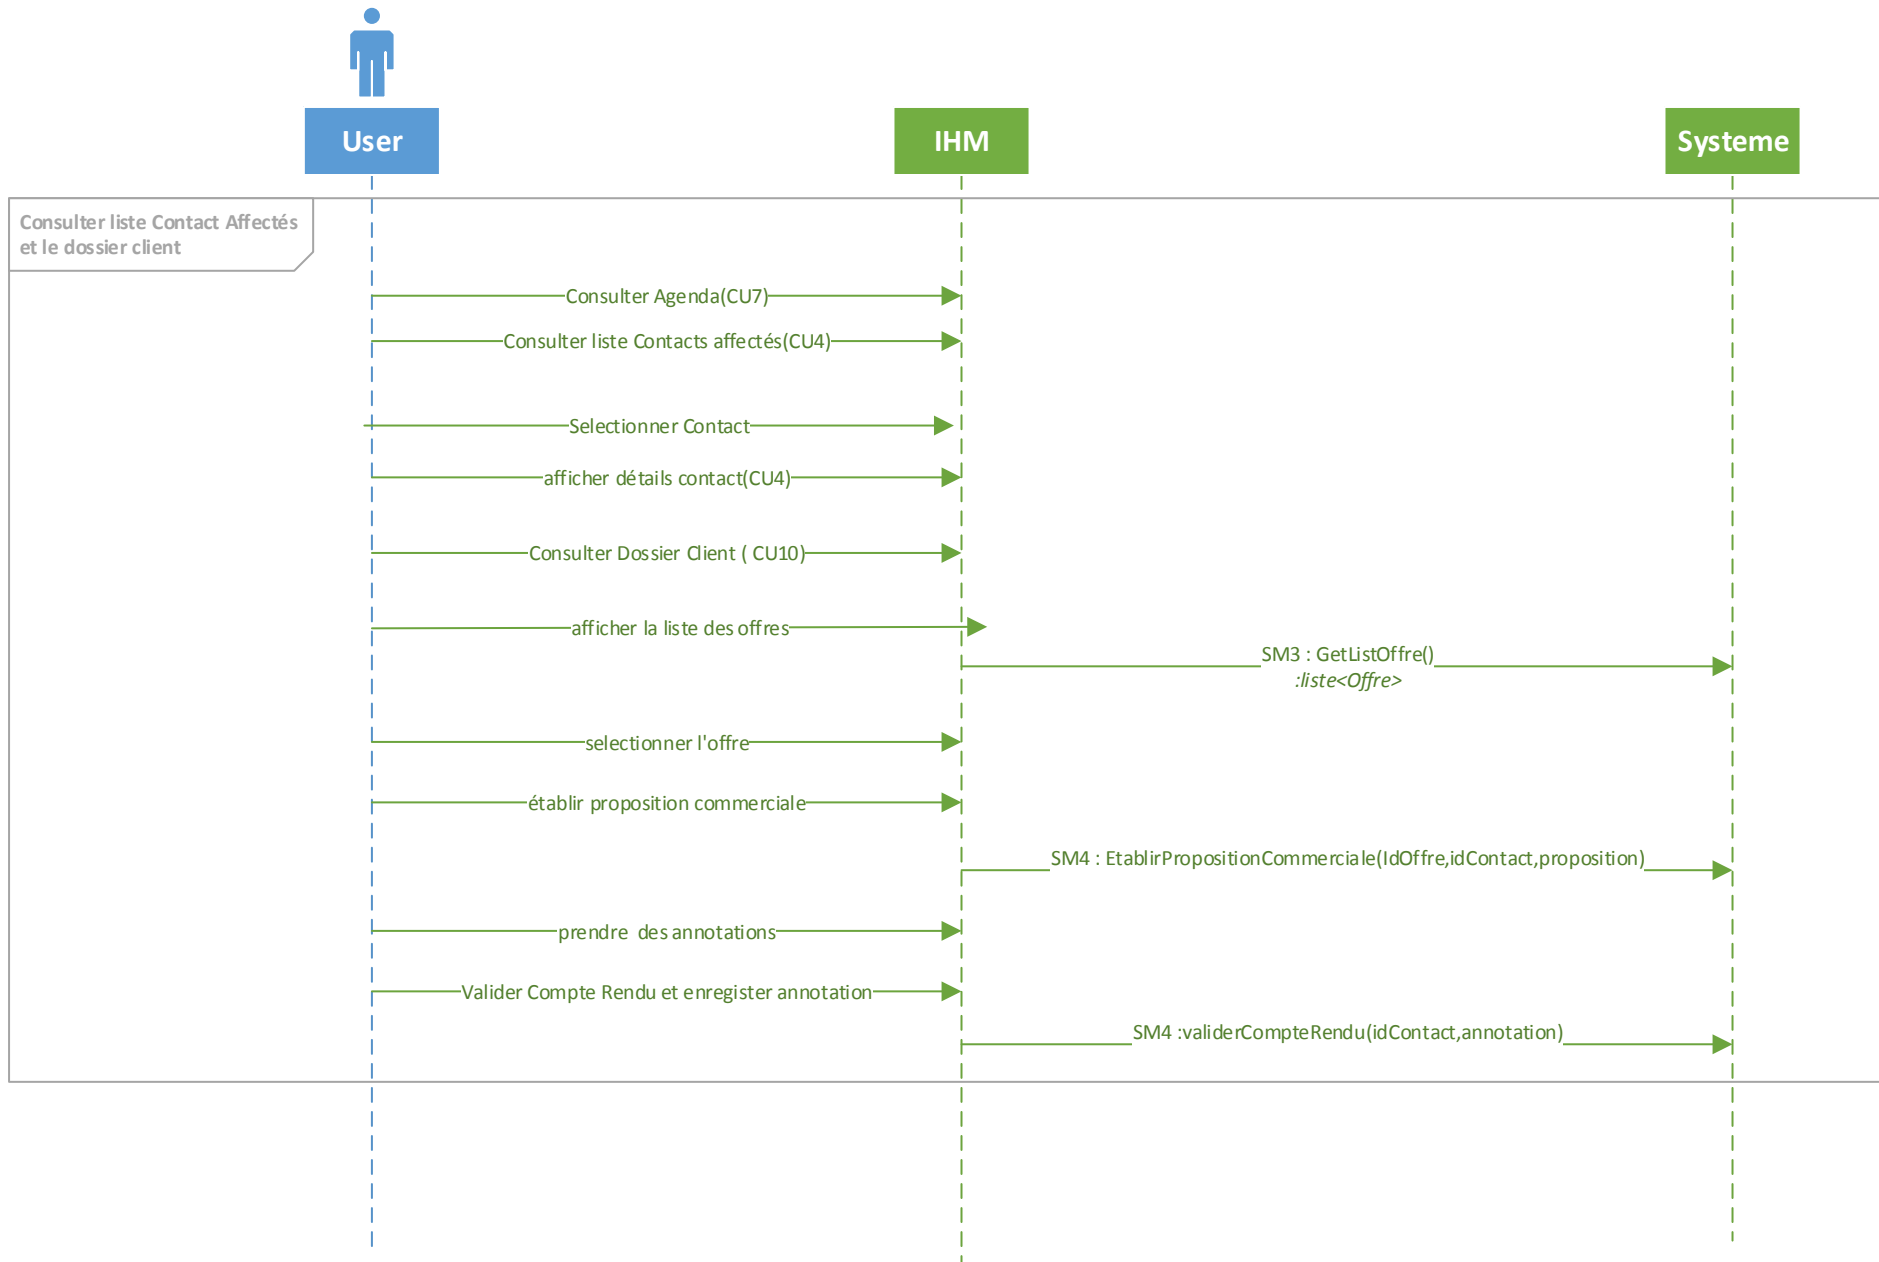 User
IHM
Systeme
Consulter liste Contact Affectés
et le dossier client
Consulter Agenda(CU7)
Consulter liste Contacts affectés(CU4)
Selectionner Contact
afficher détails contact(CU4)
Consulter Dossier Client ( CU10)
afficher la liste des offres
SM3 : GetListOffre()
:liste<Offre>
selectionner l'offre
établir proposition commerciale
SM4 : EtablirPropositionCommerciale(IdOffre,idContact,proposition)
prendre des annotations
Valider Compte Rendu et enregister annotation
SM4 :validerCompteRendu(idContact,annotation)